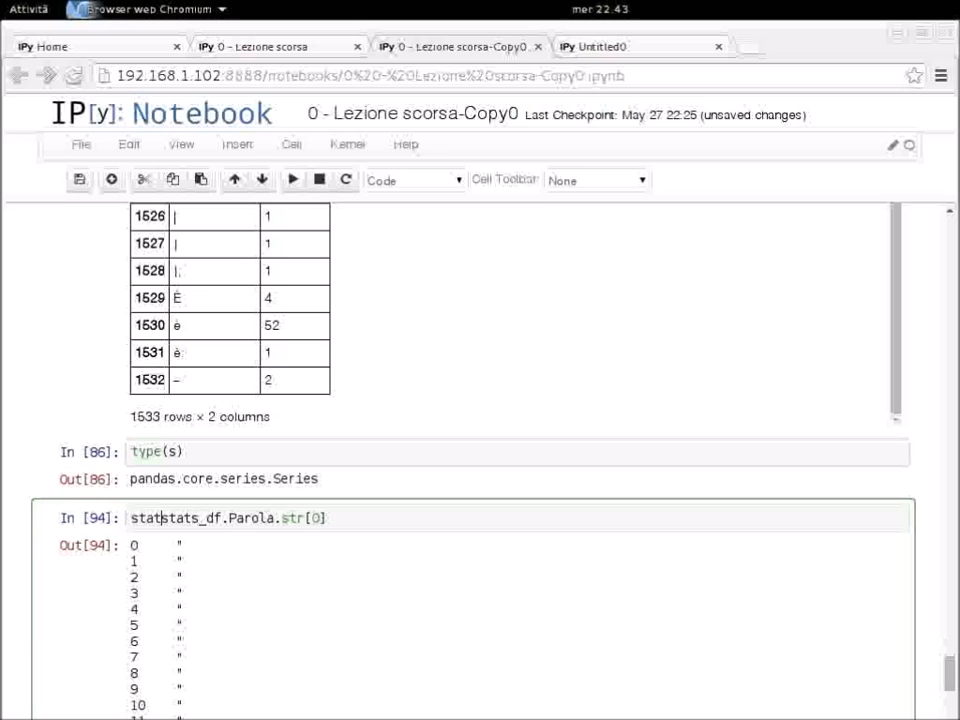 Attività Browser web Chromium mer 22.43
IPy Home IPy 0 - Lezione scorsa IPy 0 - Lezione scorsa-Copy0 IPy Untitled0
192.168.1.102:8888/notebooks/0%20-%20Lezione%20scorsa-Copy0.ipynb
IP[y]: Notebook 0 - Lezione scorsa-Copy0 Last Checkpoint: May 27 22:25 (unsaved changes)
File Edit View Insert Cell Kernel Help
Code Cell Toolbar: None
1526 | 1
1527 | 1
1528 |; 1
1529 È 4
1530 è 52
1531 è: 1
1532 – 2
1533 rows × 2 columns
In [86]: type(s)
Out[86]: pandas.core.series.Series
In [94]: statstats_df.Parola.str[0]
Out[94]: 0 "
1 "
2 "
3 "
4 "
5 "
6 "
7 "
8 "
9 "
10 "